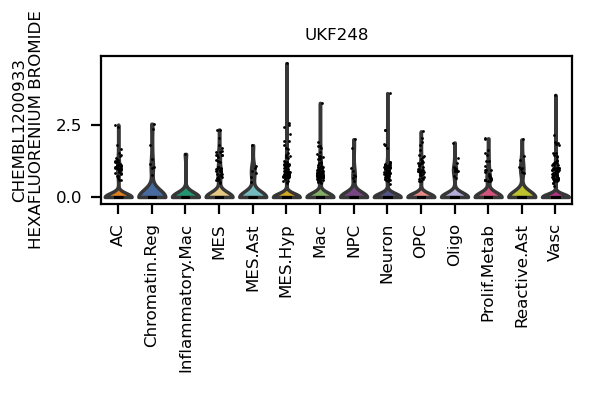 UKF248
CHEMBL1200933
HEXAFLUORENIUM BROMIDE
2.5
0.0
AC
Chromatin.Reg
Inflammatory.Mac
MES
MES.Ast
MES.Hyp
Mac
NPC
Neuron
OPC
Oligo
Prolif.Metab
Reactive.Ast
Vasc